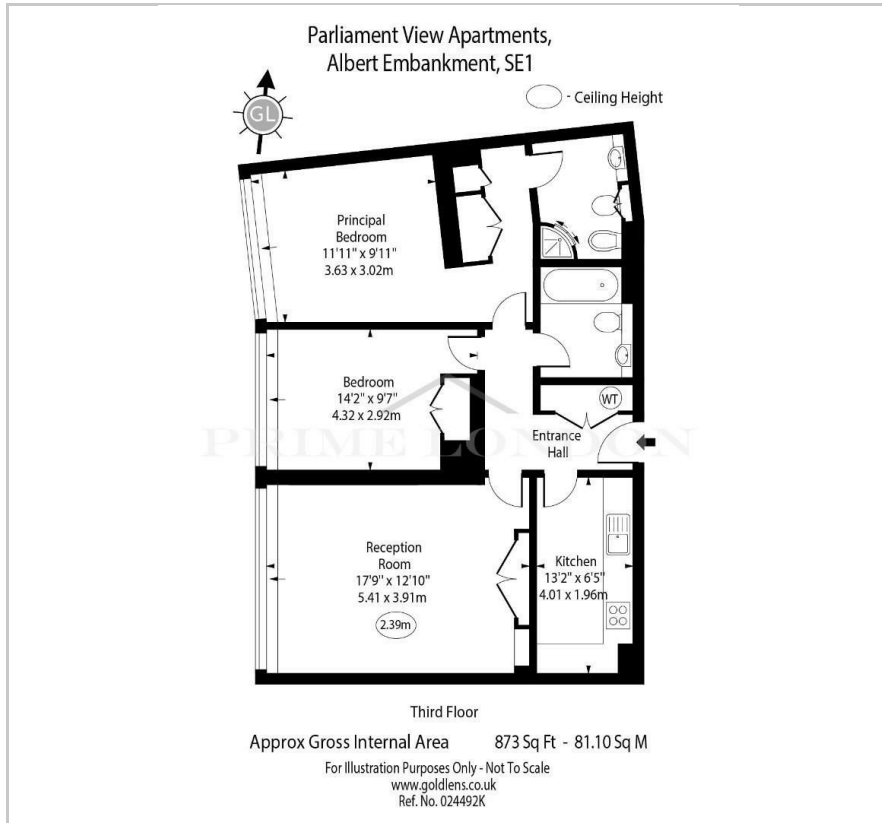 Parliament View Apartments,
Albert Embankment, SE1
GL
- Ceiling Height
Principal
Bedroom
11'11" x 9'11"
3.63 x 3.02m
Bedroom
14'2" x 9'7"
4.32 x 2.92m
WT
PRIME LONDON
Entrance
Hall
Reception
Room
17'9" x 12'10"
5.41 x 3.91m
2.39m
Kitchen
13'2" x 6'5"
4.01 x 1.96m
Third Floor
Approx Gross Internal Area 873 Sq Ft - 81.10 Sq M
For Illustration Purposes Only - Not To Scale
www.goldlens.co.uk
Ref. No. 024492K